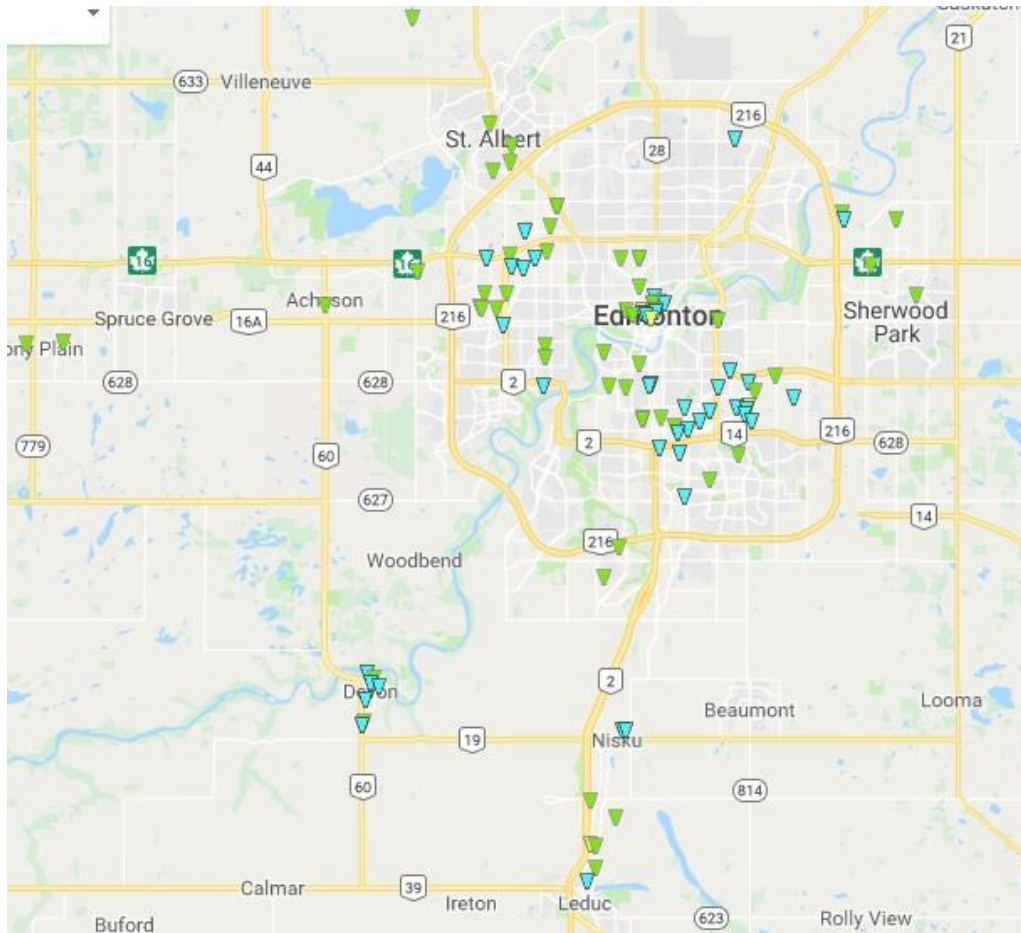 21
633
Villeneuve
216
St. Albert
28
44
16
16
Acheson
Edmonton
Sherwood
Park
Spruce Grove
16A
216
ony Plain
628
2
628
14
216
2
628
779
60
627
14
216
Woodbend
2
Devon
Looma
Beaumont
19
Nisku
60
814
Calmar
39
Ireton
Leduc
623
Rolly View
Buford